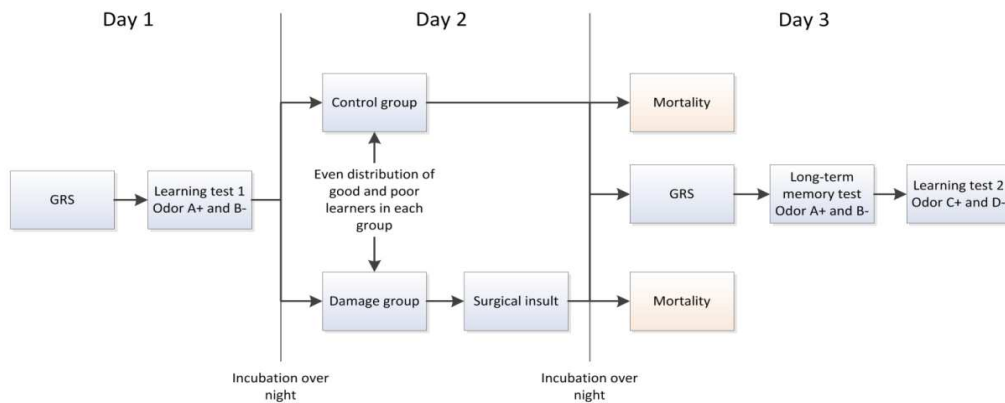 Day 1
Day 2
Day 3
GRS
Learning test 1
Odor A+ and B-
Control group
Even distribution of
good and poor
learners in each
group
Damage group
Surgical insult
Mortality
GRS
Long-term
memory test
Odor A+ and B-
Learning test 2
Odor C+ and D-
Mortality
Incubation over
night
Incubation over
night